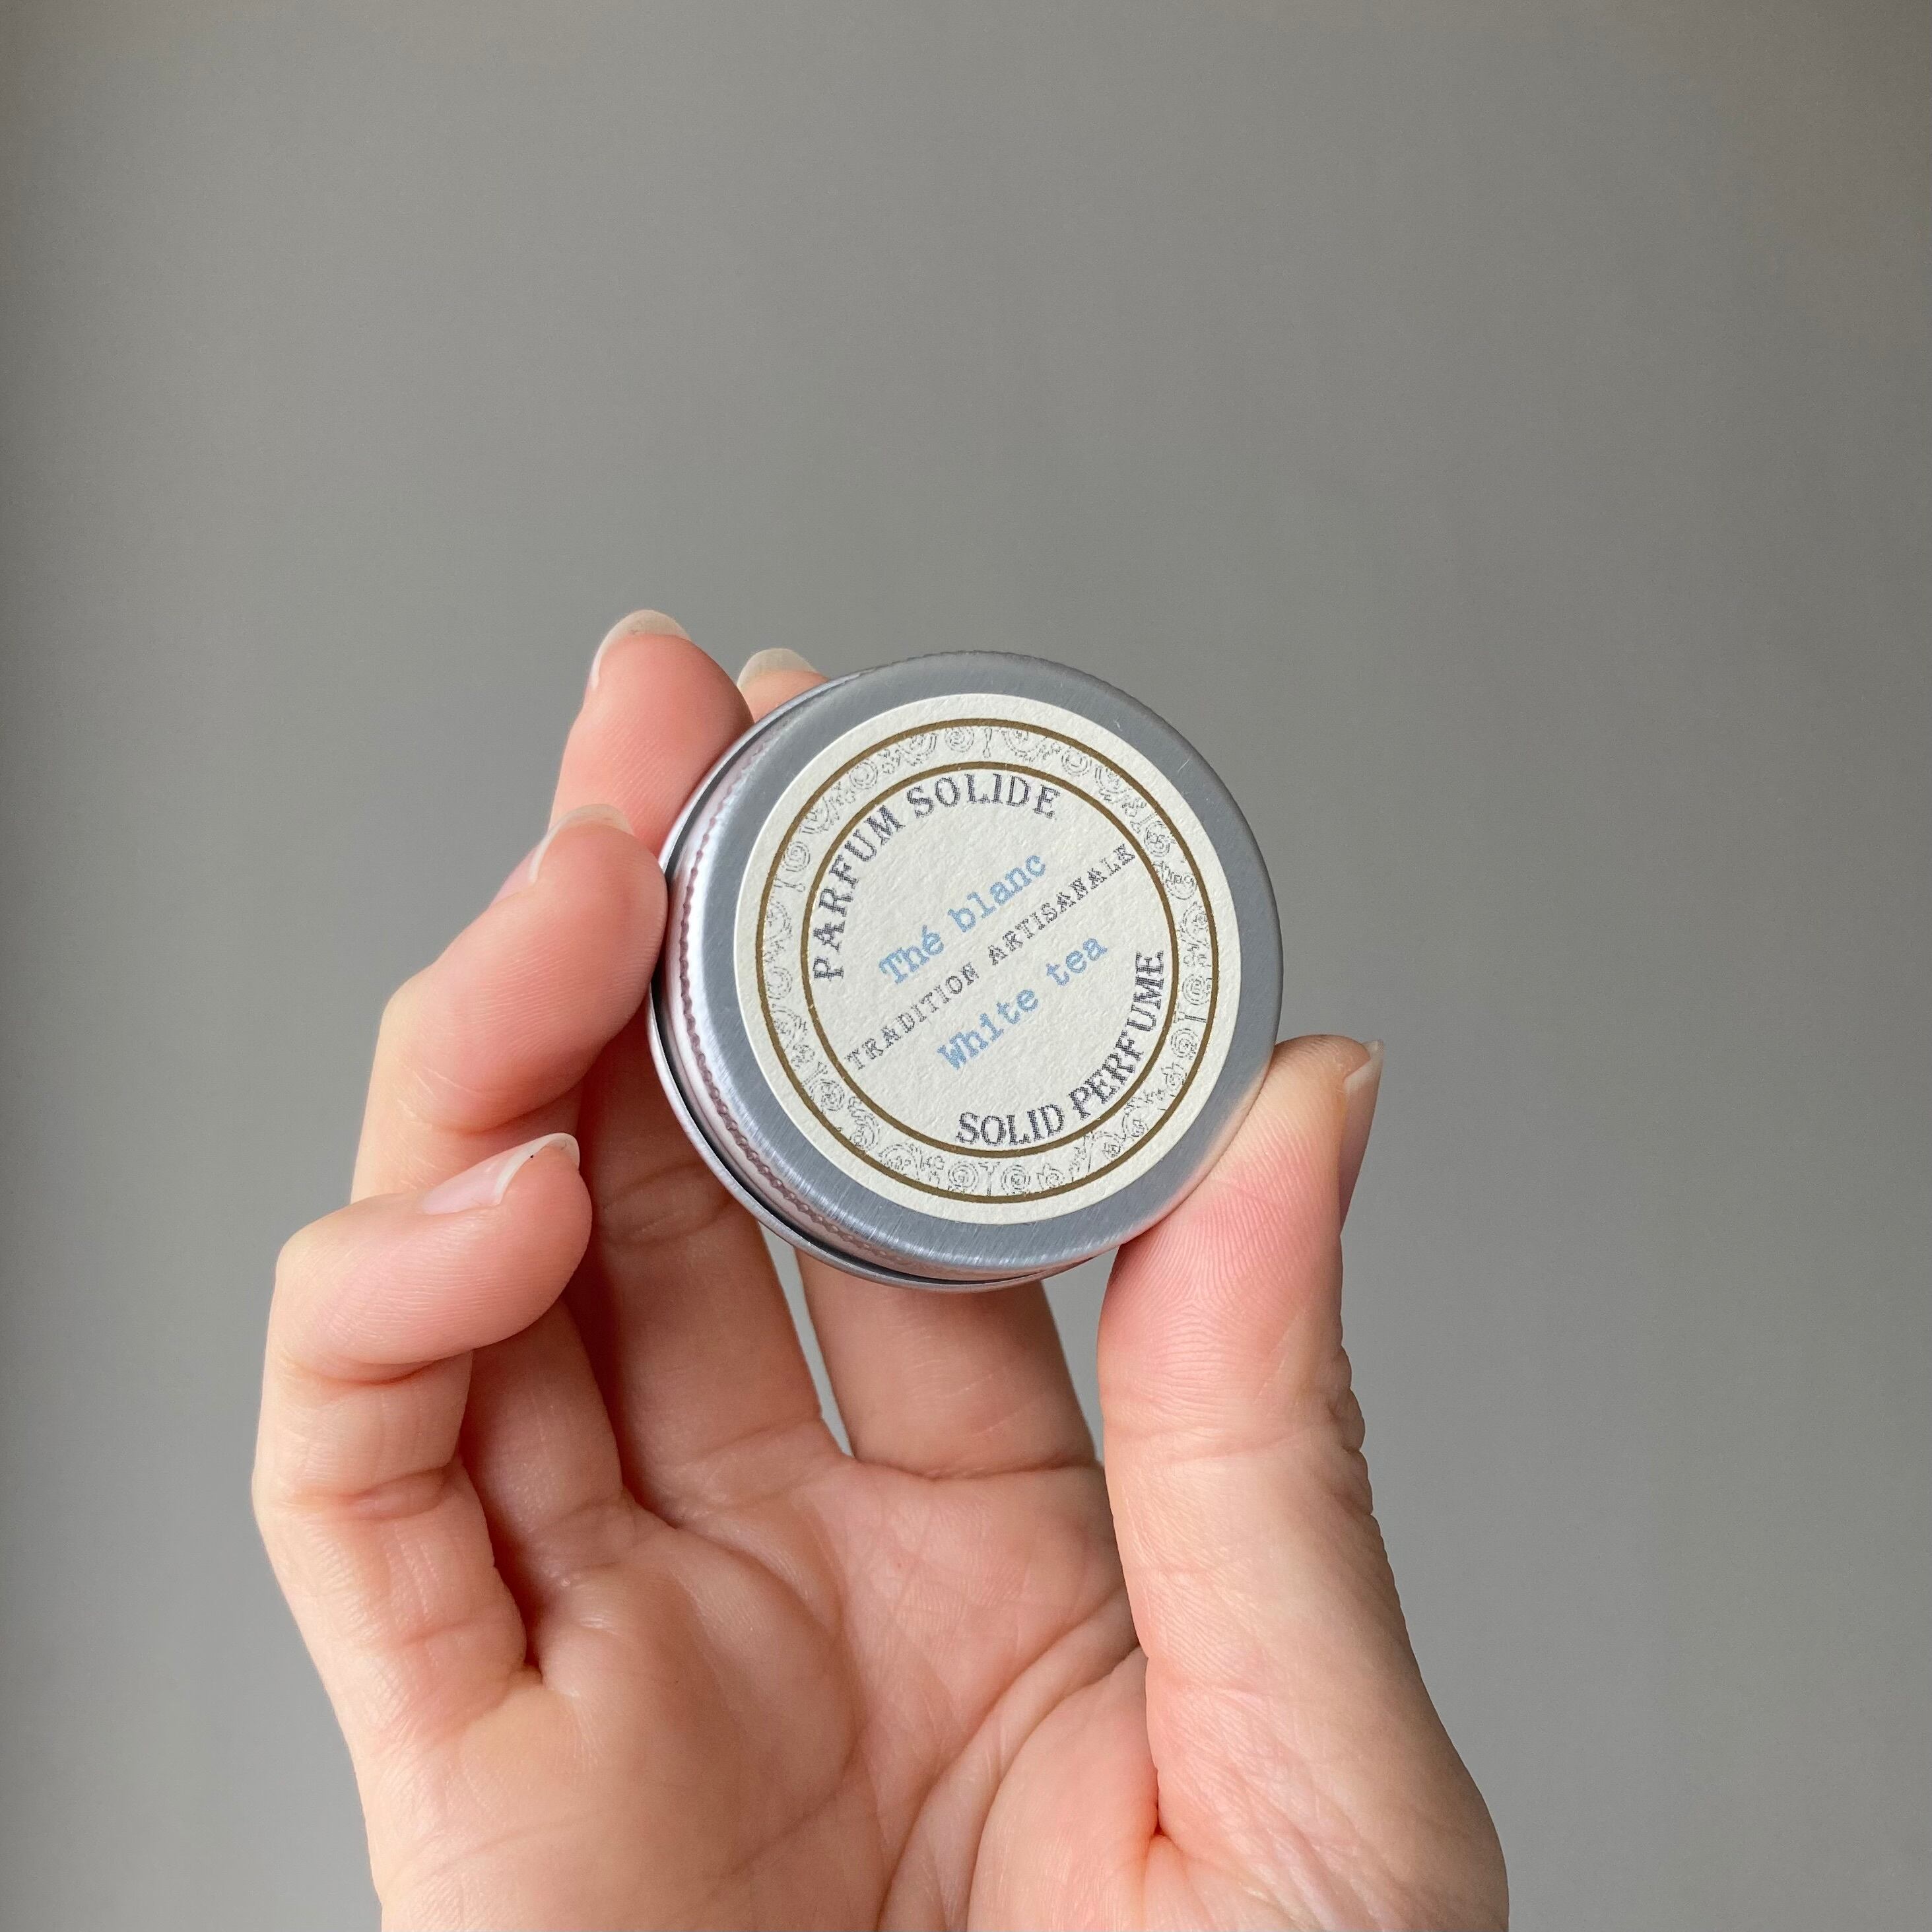 PARFUM SOLIDE
Thé blanc
TRADITION ARTISANALE
White tea
SOLID PERFUME